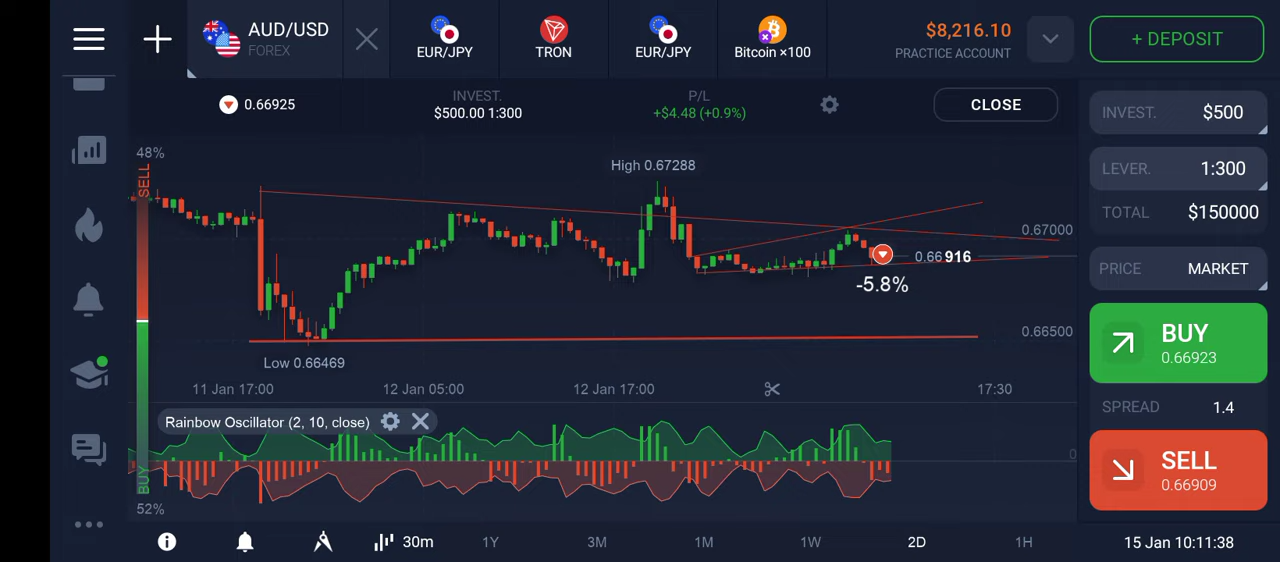 AUD/USD
FOREX
EUR/JPY
TRON
EUR/JPY
Bitcoin ×100
$8,216.10
PRACTICE ACCOUNT
+ DEPOSIT
0.66925
INVEST.
$500.00 1:300
P/L
+$4.48 (+0.9%)
CLOSE
INVEST. $500
LEVER. 1:300
TOTAL $150000
PRICE MARKET
BUY
0.66923
SPREAD 1.4
SELL
0.66909
48%
SELL
BUY
52%
High 0.67288
0.67000
0.66916
-5.8%
0.66500
Low 0.66469
11 Jan 17:00 12 Jan 05:00 12 Jan 17:00 17:30
Rainbow Oscillator (2, 10, close)
0
30m 1Y 3M 1M 1W 2D 1H
15 Jan 10:11:38